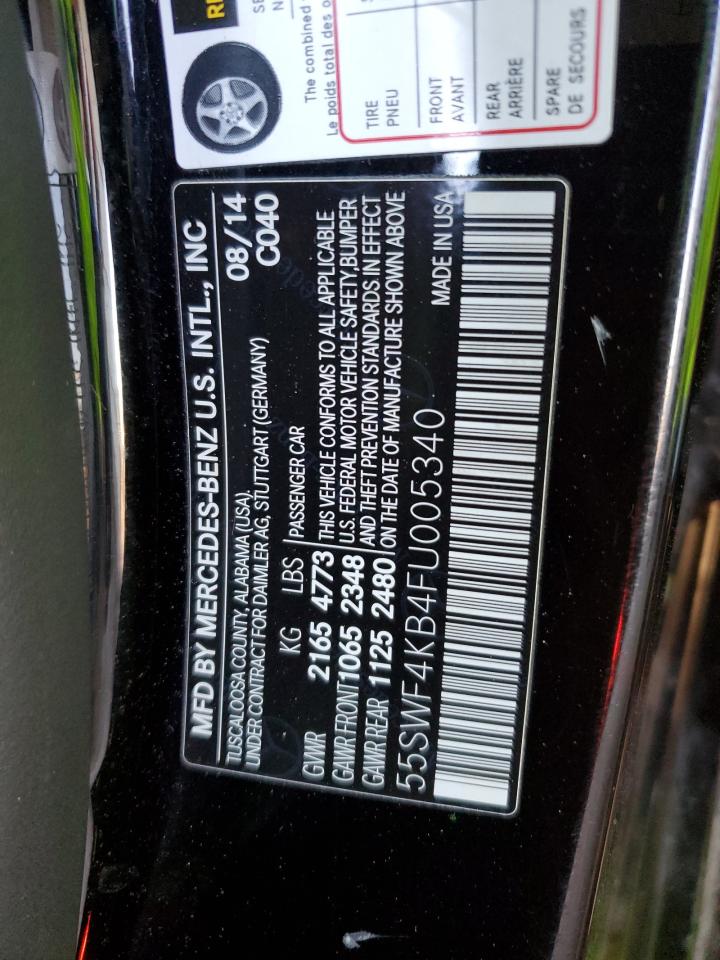 MFD BY MERCEDES-BENZ U.S. INTL., INC
TUSCALOOSA COUNTY, ALABAMA (USA) 08/14
UNDER CONTRACT FOR DAIMLER AG, STUTTGART (GERMANY) C040
KG LBS PASSENGER CAR
GVWR 2165 4773 THIS VEHICLE CONFORMS TO ALL APPLICABLE
GAWR FRONT 1065 2348 U.S. FEDERAL MOTOR VEHICLE SAFETY, BUMPER
GAWR REAR 1125 2480 AND THEFT PREVENTION STANDARDS IN EFFECT
ON THE DATE OF MANUFACTURE SHOWN ABOVE
55SWF4KB4FU005340 MADE IN USA
The combined
Le poids total des
TIRE
PNEU
FRONT
AVANT
REAR
ARRIÈRE
SPARE
DE SECOURS